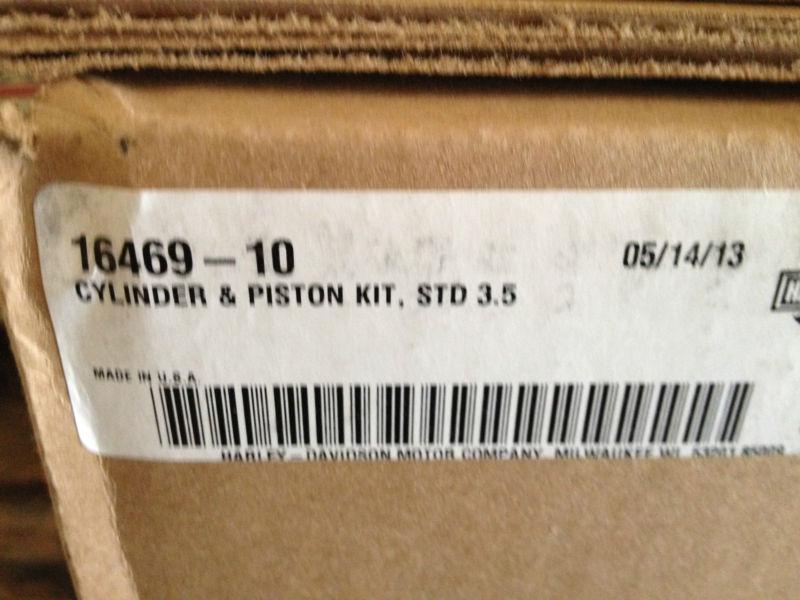 16469-10 05/14/13
CYLINDER & PISTON KIT, STD 3.5
MADE IN U.S.A.
HARLEY-DAVIDSON MOTOR COMPANY, MILWAUKEE WI, 53201